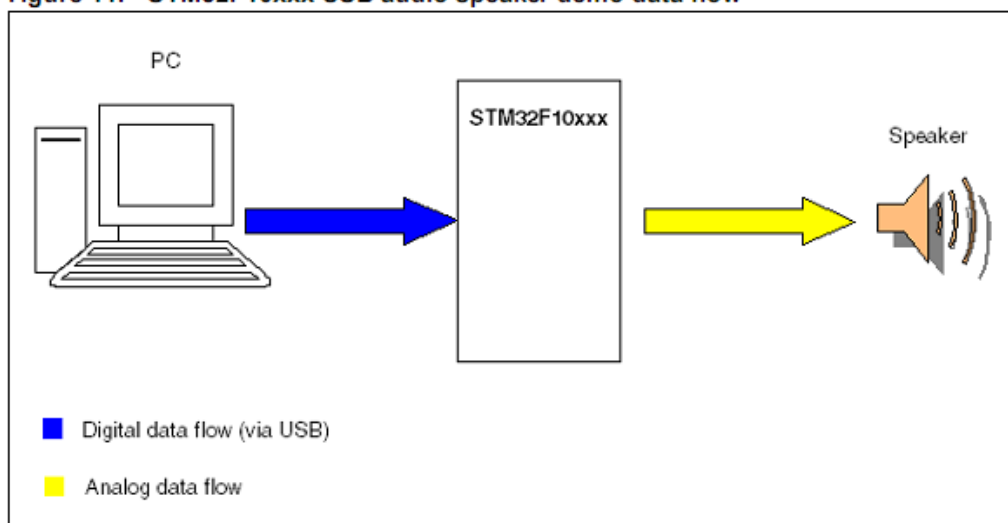 PC
STM32F10xxx
Speaker
Digital data flow (via USB)
Analog data flow